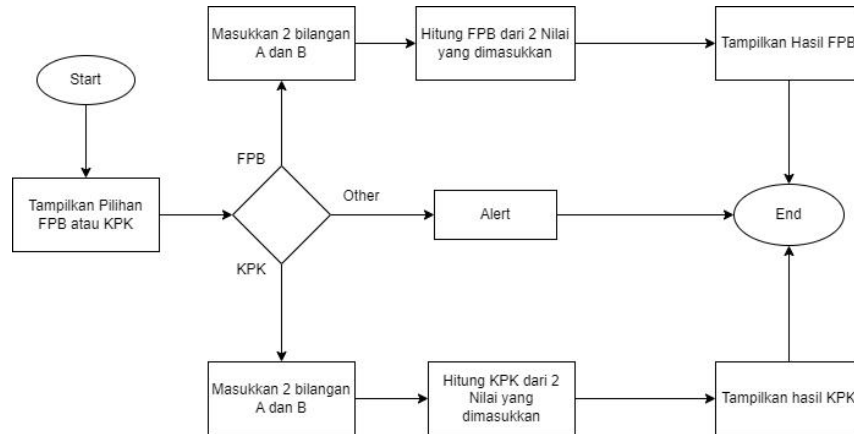 Masukkan 2 bilangan
A dan B
Hitung FPB dari 2 Nilai
yang dimasukkan
Tampilkan Hasil FPB
Start
FPB
Tampilkan Pilihan
FPB atau KPK
Other
Alert
End
KPK
Masukkan 2 bilangan
A dan B
Hitung KPK dari 2
Nilai yang
dimasukkan
Tampilkan hasil KPK